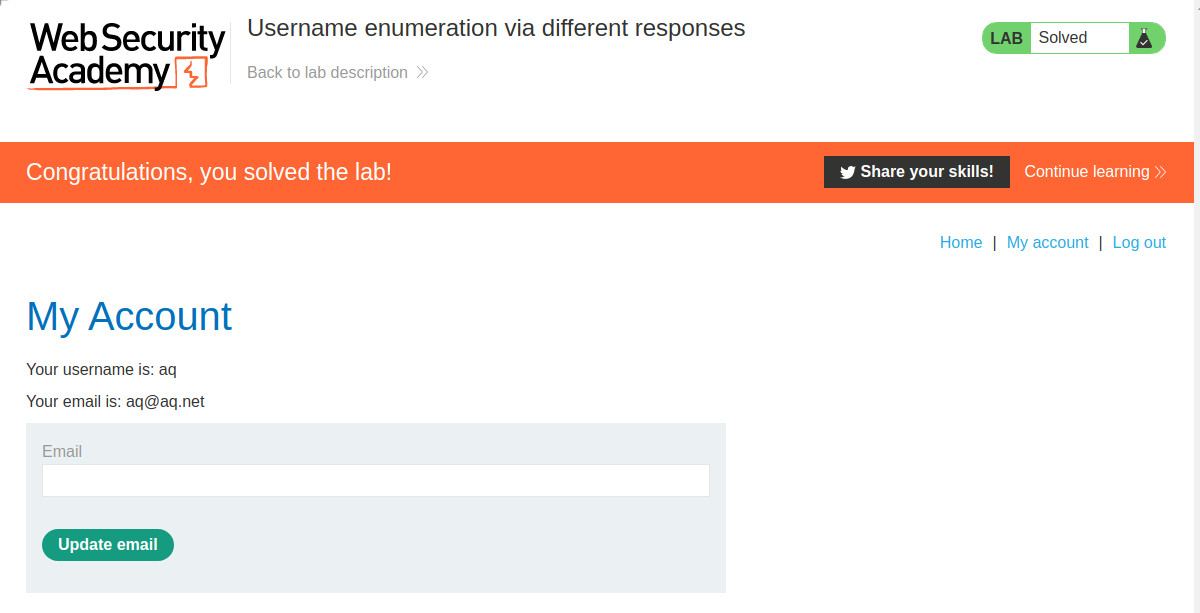 Web Security
Academy
Username enumeration via different responses
Back to lab description
LAB Solved
Congratulations, you solved the lab!
Share your skills!
Continue learning
Home | My account | Log out
My Account
Your username is: aq
Your email is: aq@aq.net
Email
Update email